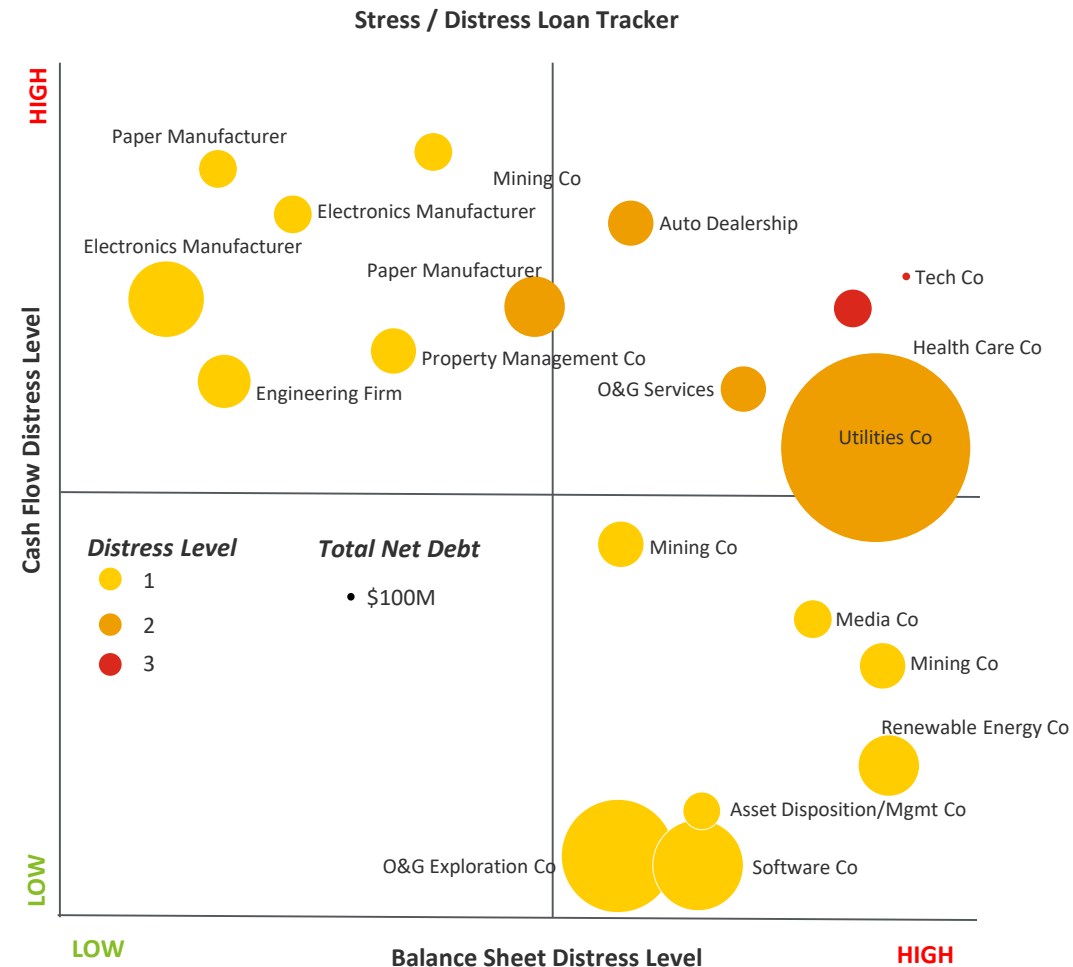 Stress / Distress Loan Tracker
HIGH
Paper Manufacturer
Mining Co
Electronics Manufacturer
Auto Dealership
Electronics Manufacturer
Paper Manufacturer
Tech Co
Health Care Co
Property Management Co
O&G Services
Engineering Firm
Utilities Co
Cash Flow Distress Level
Distress Level
1
2
3
Total Net Debt
• $100M
Mining Co
Media Co
Mining Co
Renewable Energy Co
Asset Disposition/Mgmt Co
O&G Exploration Co
Software Co
LOW
LOW
Balance Sheet Distress Level
HIGH